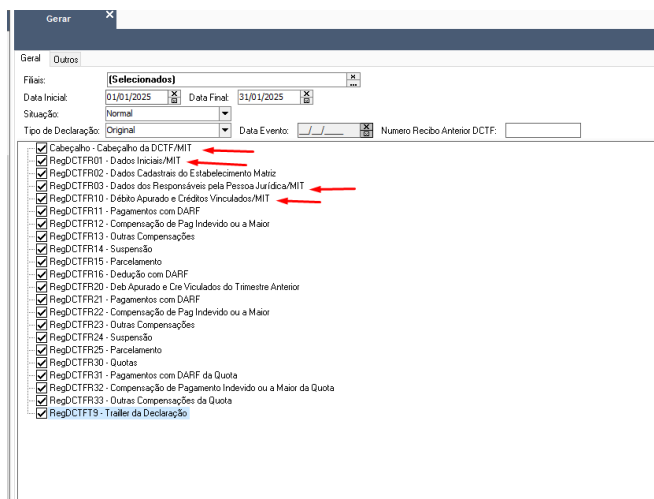 Gerar
Geral Outros
Filiais: (Selecionados)
Data Inicial: 01/01/2025 Data Final: 31/01/2025
Situação: Normal
Tipo de Declaração: Original Data Evento: __/__/____ Numero Recibo Anterior DCTF:
Cabeçalho - Cabeçalho da DCTF/MIT
RegDCTFR01 - Dados Iniciais/MIT
RegDCTFR02 - Dados Cadastrais do Estabelecimento Matriz
RegDCTFR03 - Dados dos Responsáveis pela Pessoa Jurídica/MIT
RegDCTFR10 - Débito Apurado e Créditos Vinculados/MIT
RegDCTFR11 - Pagamentos com DARF
RegDCTFR12 - Compensação de Pag Indevido ou a Maior
RegDCTFR13 - Outras Compensações
RegDCTFR14 - Suspensão
RegDCTFR15 - Parcelamento
RegDCTFR16 - Dedução com DARF
RegDCTFR20 - Deb Apurado e Cre Viculados do Trimestre Anterior
RegDCTFR21 - Pagamentos com DARF
RegDCTFR22 - Compensação de Pag Indevido ou a Maior
RegDCTFR23 - Outras Compensações
RegDCTFR24 - Suspensão
RegDCTFR25 - Parcelamento
RegDCTFR30 - Quotas
RegDCTFR31 - Pagamentos com DARF da Quota
RegDCTFR32 - Compensação de Pagamento Indevido ou a Maior da Quota
RegDCTFR33 - Outras Compensações da Quota
RegDCTFT9 - Trailler da Declaração